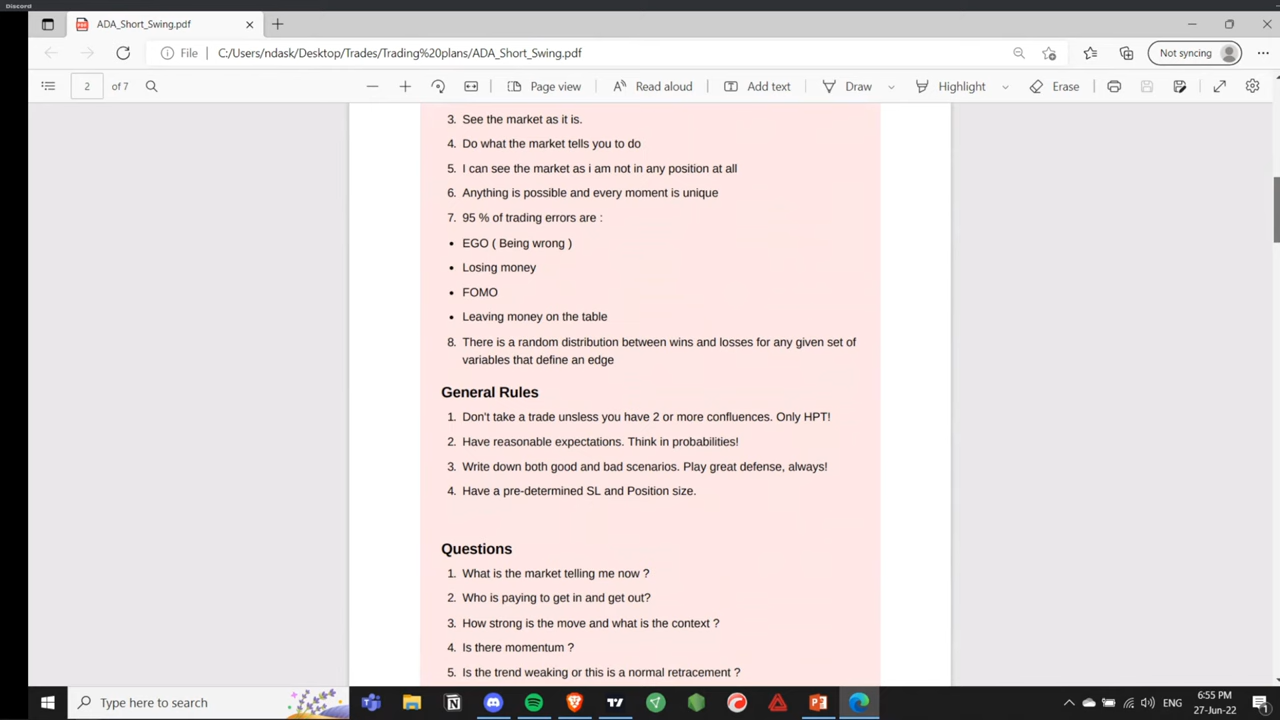 Discord
ADA_Short_Swing.pdf
File
C:/Users/ndask/Desktop/Trades/Trading%20plans/ADA_Short_Swing.pdf
Not syncing
2 of 7
Page view
Read aloud
Add text
Draw
Highlight
Erase
3. See the market as it is.
4. Do what the market tells you to do
5. I can see the market as i am not in any position at all
6. Anything is possible and every moment is unique
7. 95 % of trading errors are :
• EGO ( Being wrong )
• Losing money
• FOMO
• Leaving money on the table
8. There is a random distribution between wins and losses for any given set of
variables that define an edge
General Rules
1. Don't take a trade unsless you have 2 or more confluences. Only HPT!
2. Have reasonable expectations. Think in probabilities!
3. Write down both good and bad scenarios. Play great defense, always!
4. Have a pre-determined SL and Position size.
Questions
1. What is the market telling me now ?
2. Who is paying to get in and get out?
3. How strong is the move and what is the context ?
4. Is there momentum ?
5. Is the trend weaking or this is a normal retracement ?
Type here to search
ENG
6:55 PM
27-Jun-22